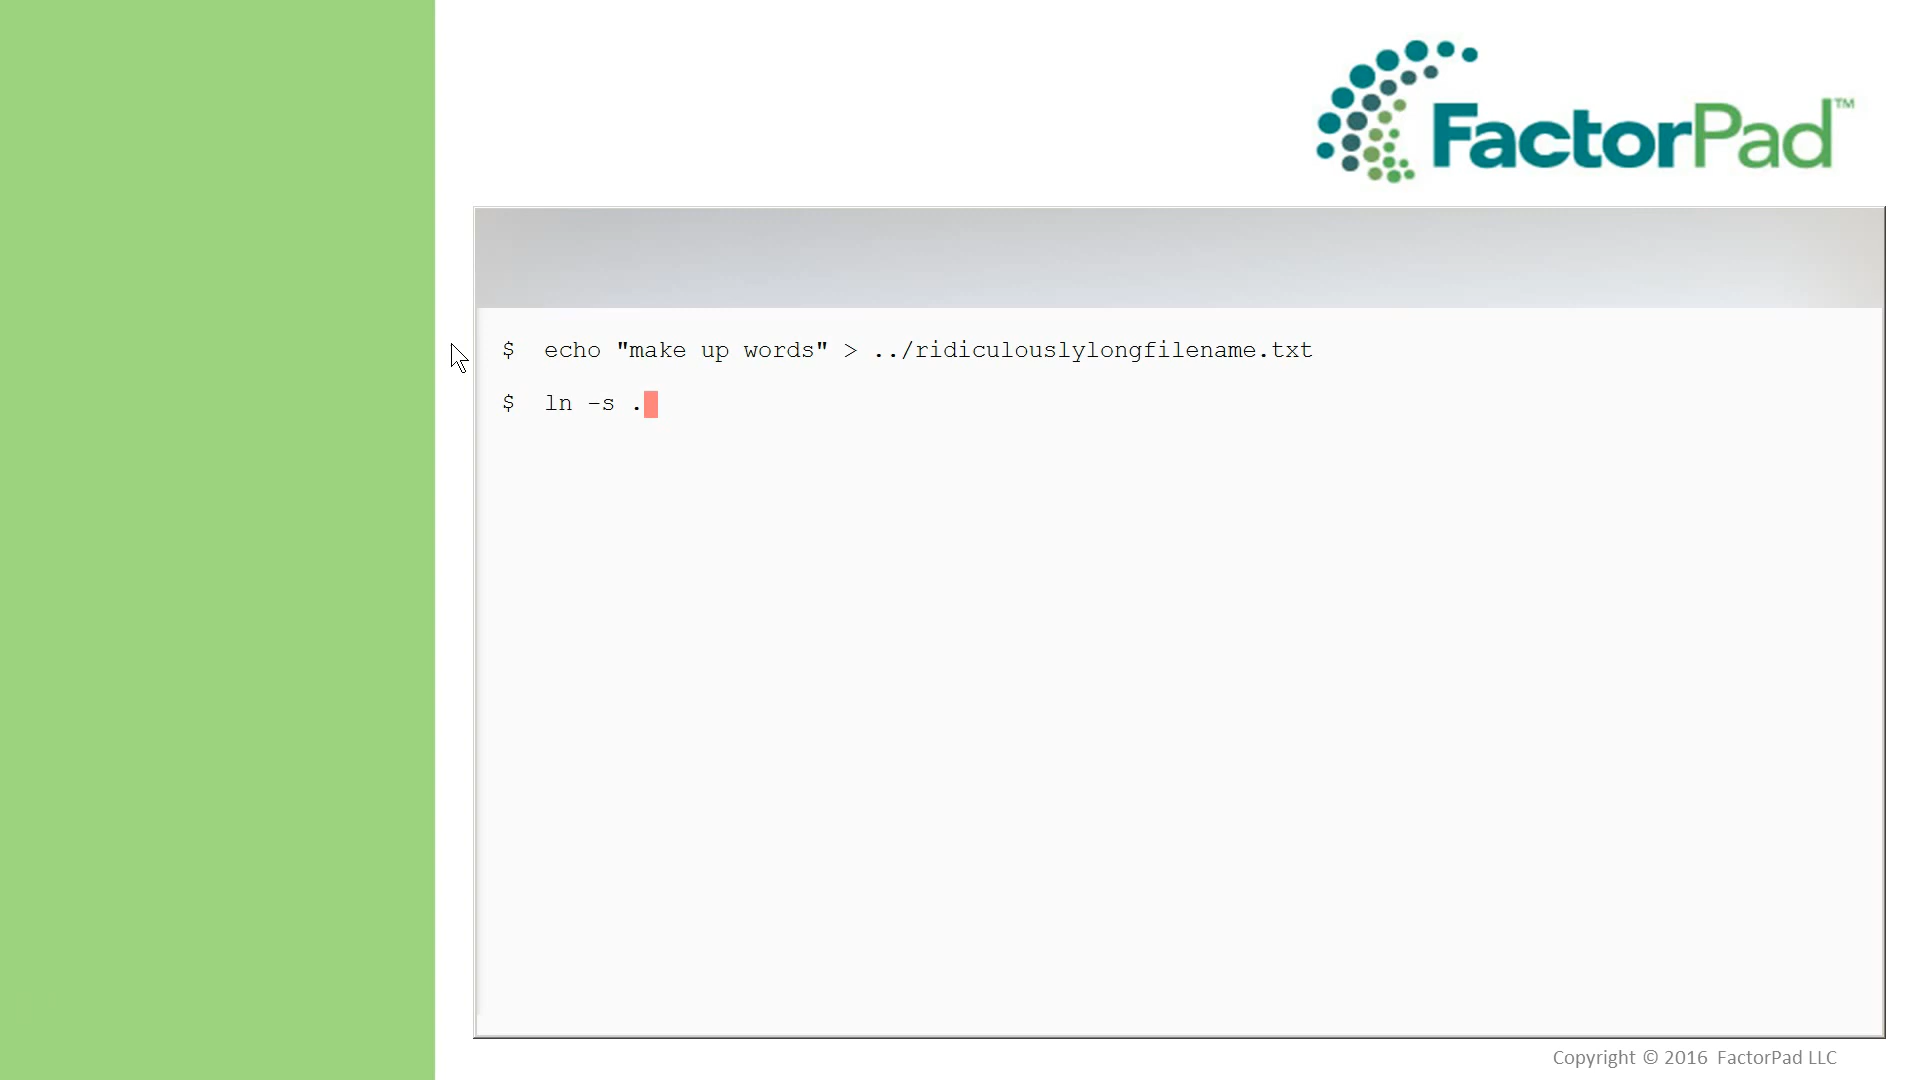 FactorPad™
$ echo "make up words" > ../ridiculouslylongfilename.txt
$ ln -s .
Copyright © 2016 FactorPad LLC